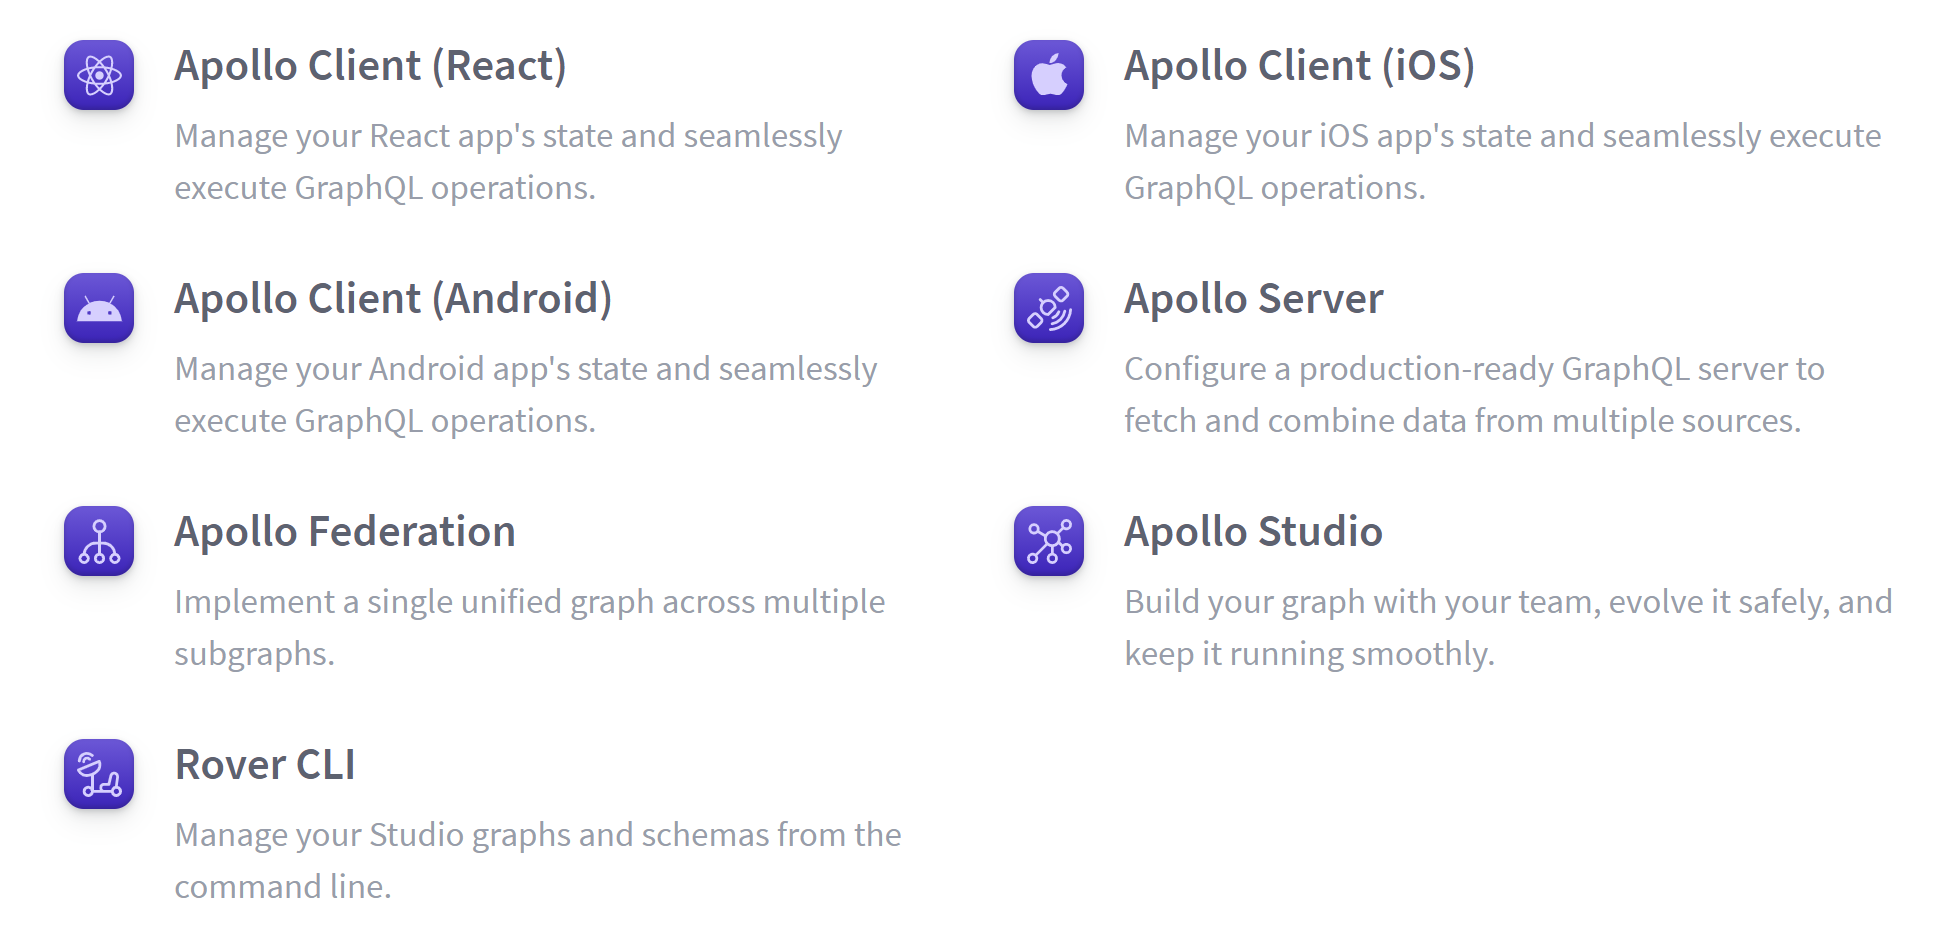 Apollo Client (React)
Manage your React app's state and seamlessly
execute GraphQL operations.
Apollo Client (iOS)
Manage your iOS app's state and seamlessly execute
GraphQL operations.
Apollo Client (Android)
Manage your Android app's state and seamlessly
execute GraphQL operations.
Apollo Server
Configure a production-ready GraphQL server to
fetch and combine data from multiple sources.
Apollo Federation
Implement a single unified graph across multiple
subgraphs.
Apollo Studio
Build your graph with your team, evolve it safely, and
keep it running smoothly.
Rover CLI
Manage your Studio graphs and schemas from the
command line.